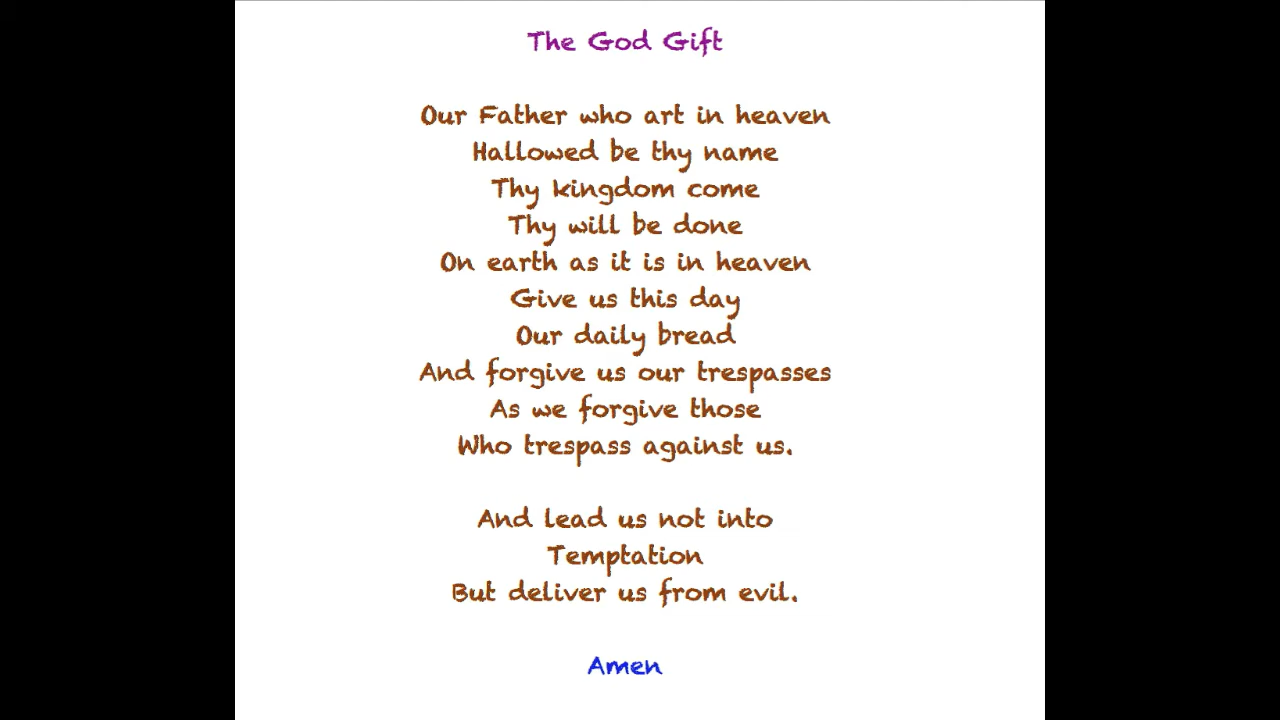 The God Gift
Our Father who art in heaven
Hallowed be thy name
Thy kingdom come
Thy will be done
On earth as it is in heaven
Give us this day
Our daily bread
And forgive us our trespasses
As we forgive those
Who trespass against us.
And lead us not into
Temptation
But deliver us from evil.
Amen